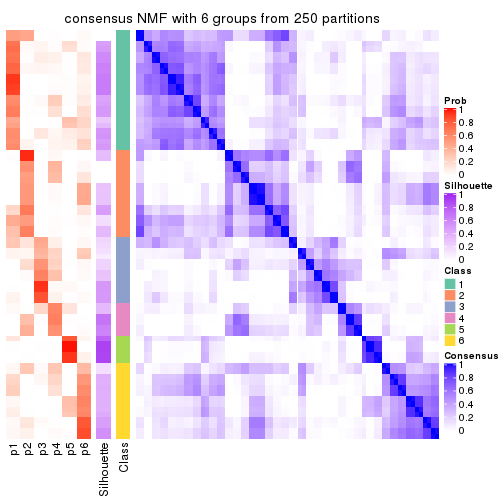 consensus NMF with 6 groups from 250 partitions
Prob
0.8
0.6
0.4
0.2
0
Silhouette
1
0.8
0.6
0.4
0.2
0
Class
1
2
3
4
5
6
Consensus
1
0.8
0.6
0.4
0.2
0
p1
p2
p3
p4
p5
p6
Silhouette
Class